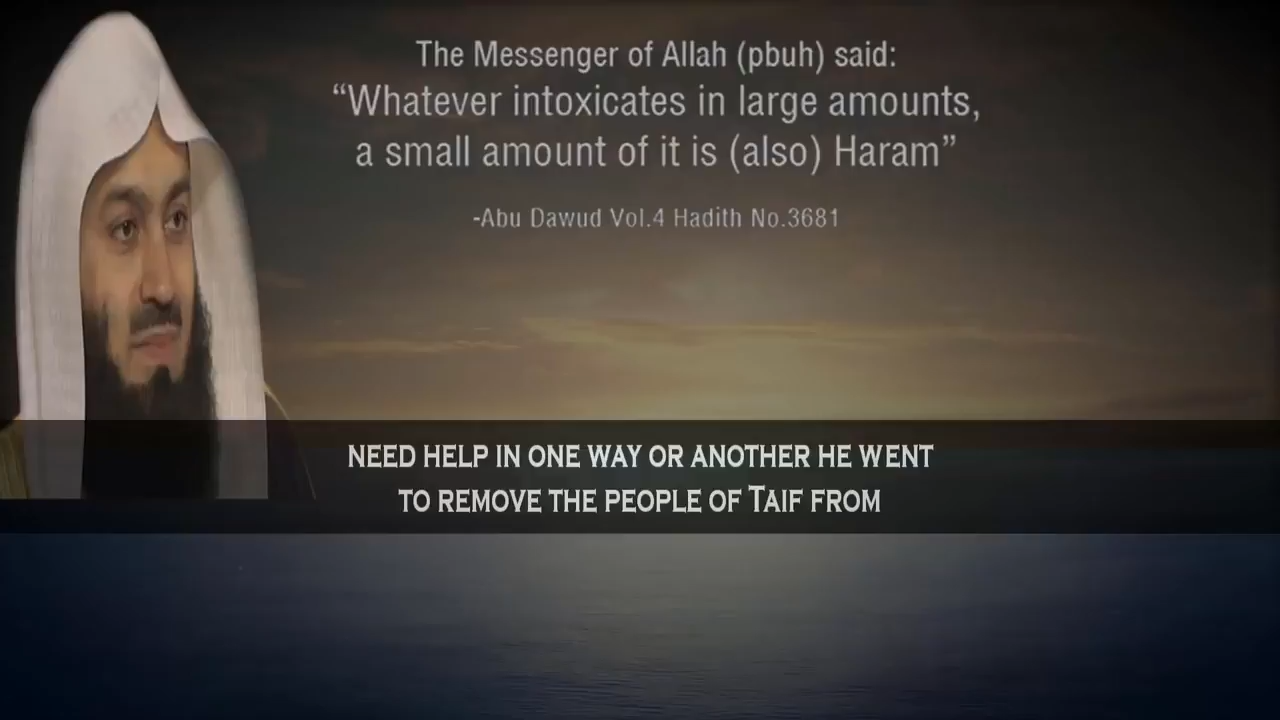 The Messenger of Allah (pbuh) said:
“Whatever intoxicates in large amounts,
a small amount of it is (also) Haram”
-Abu Dawud Vol.4 Hadith No.3681
NEED HELP IN ONE WAY OR ANOTHER HE WENT
TO REMOVE THE PEOPLE OF TAIF FROM